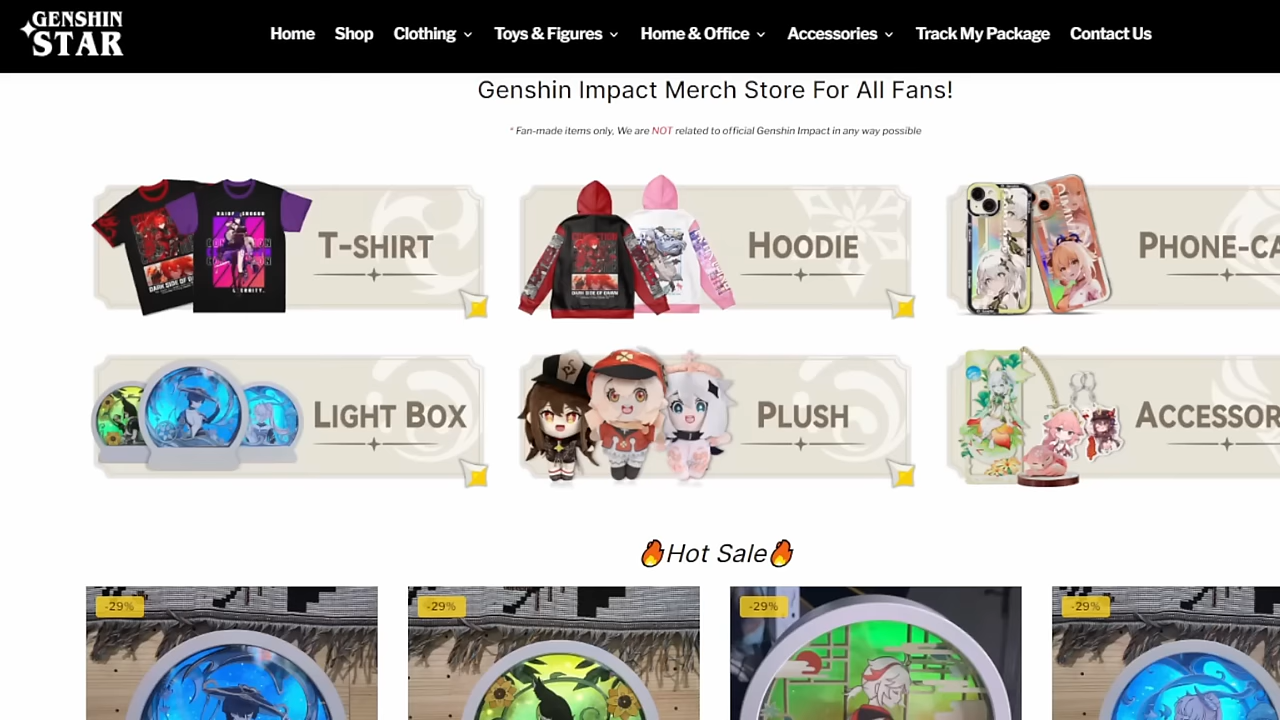 GENSHIN
STAR
Home Shop Clothing Toys & Figures Home & Office Accessories Track My Package Contact Us
Genshin Impact Merch Store For All Fans!
* Fan-made items only, We are NOT related to official Genshin Impact in any way possible
T-SHIRT
HOODIE
PHONE-CA
LIGHT BOX
PLUSH
ACCESSOR
🔥Hot Sale🔥
-29%
-29%
-29%
-29%